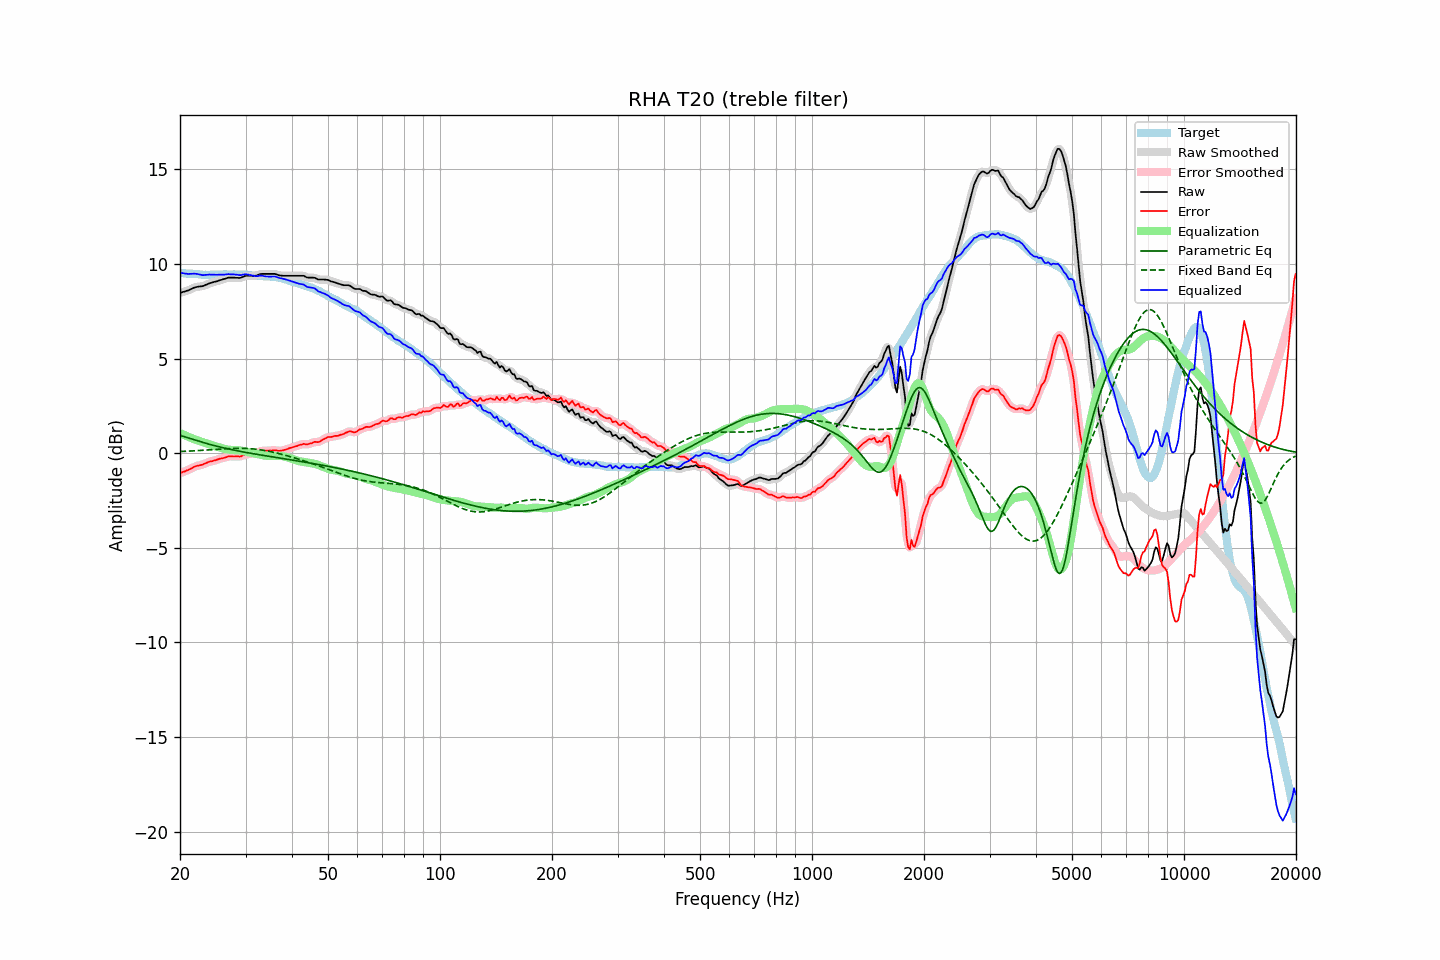 RHA T20 (treble filter)
Target
Raw Smoothed
Error Smoothed
Raw
Error
Equalization
Parametric Eq
Fixed Band Eq
Equalized
Amplitude (dBr)
15
10
5
0
−5
−10
−15
−20
20 50 100 200 500 1000 2000 5000 10000 20000
Frequency (Hz)